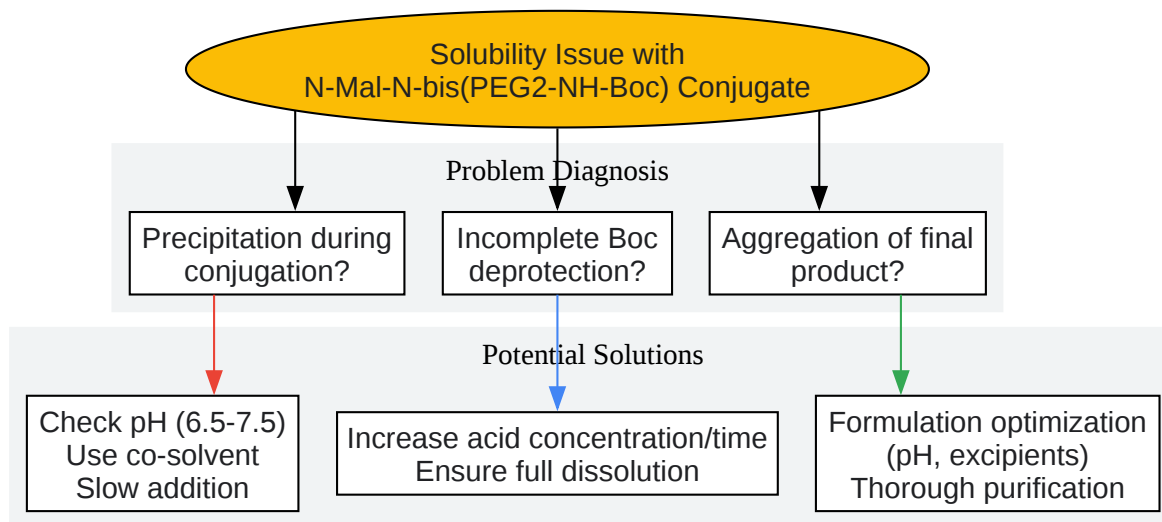 Solubility Issue with
N-Mal-N-bis(PEG2-NH-Boc) Conjugate
Problem Diagnosis
Precipitation during
conjugation?
Incomplete Boc
deprotection?
Aggregation of final
product?
Potential Solutions
Check pH (6.5-7.5)
Use co-solvent
Slow addition
Increase acid concentration/time
Ensure full dissolution
Formulation optimization
(pH, excipients)
Thorough purification